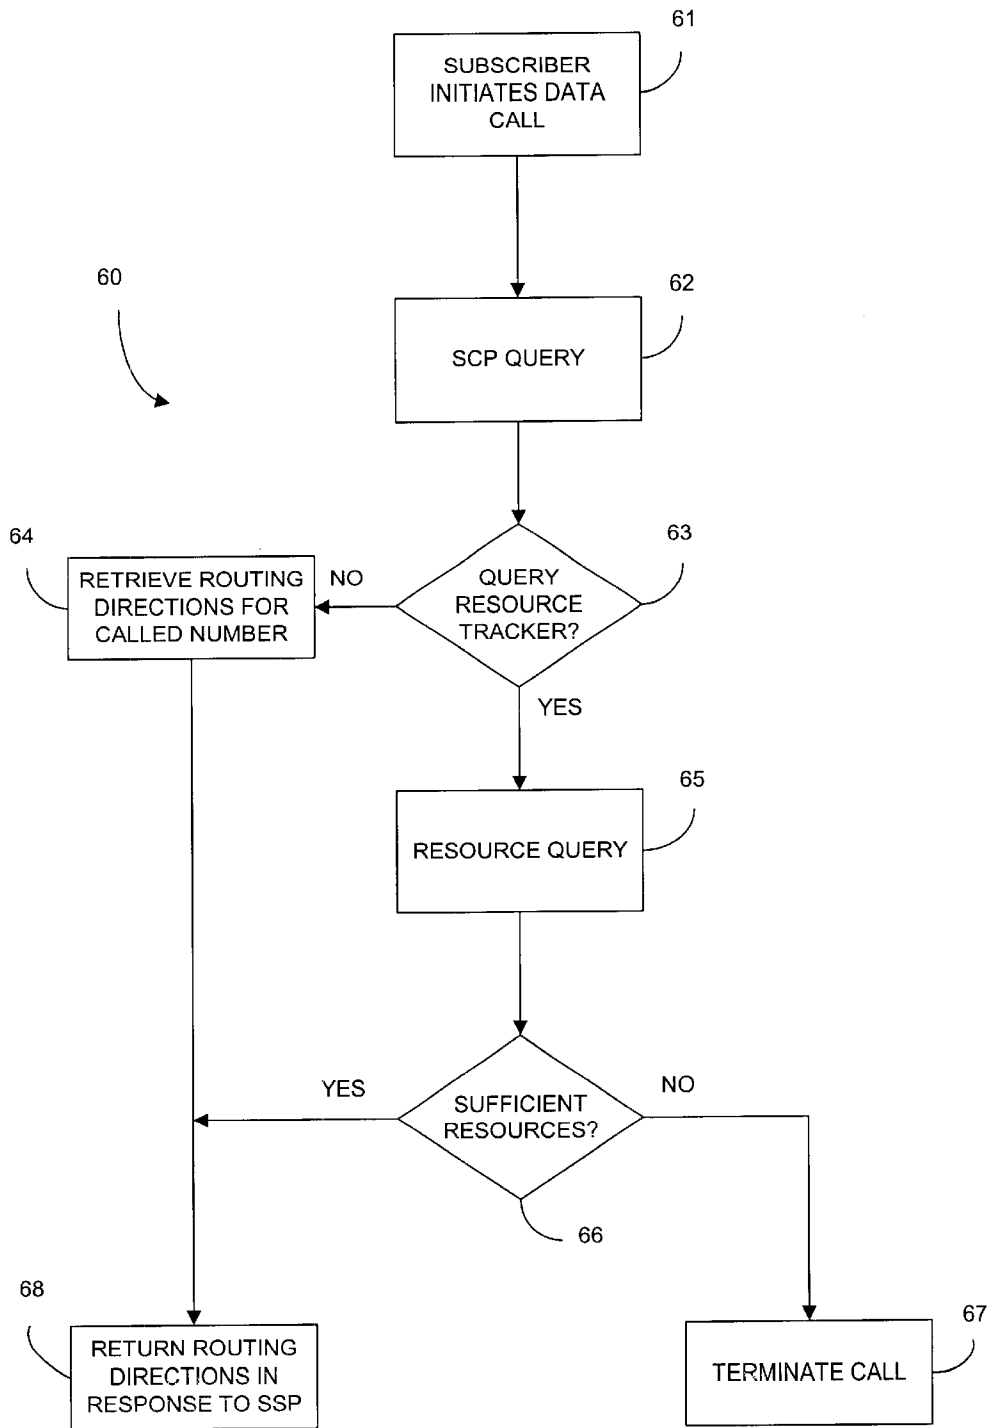 61
SUBSCRIBER
INITIATES DATA
CALL
60
62
SCP QUERY
64
63
RETRIEVE ROUTING
DIRECTIONS FOR
CALLED NUMBER
NO
QUERY
RESOURCE
TRACKER?
YES
65
RESOURCE QUERY
YES
NO
SUFFICIENT
RESOURCES?
66
68
67
RETURN ROUTING
DIRECTIONS IN
RESPONSE TO SSP
TERMINATE CALL